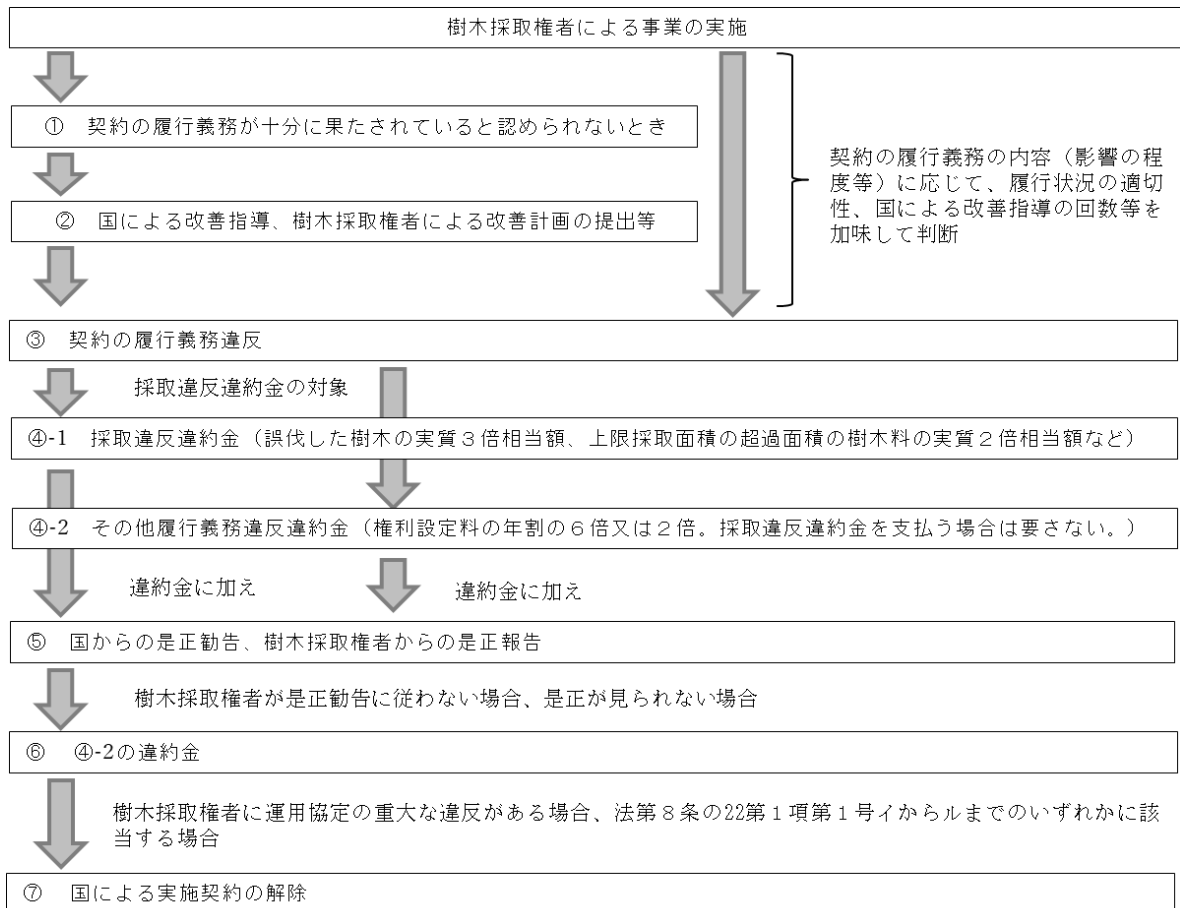 樹木採取権者による事業の実施
① 契約の履行義務が十分に果たされていると認められないとき
② 国による改善指導、樹木採取権者による改善計画の提出等
契約の履行義務の内容（影響の程
度等）に応じて、履行状況の適切
性、国による改善指導の回数等を
加味して判断
③ 契約の履行義務違反
採取違反違約金の対象
④-1 採取違反違約金（誤伐した樹木の実質３倍相当額、上限採取面積の超過面積の樹木料の実質２倍相当額など）
④-2 その他履行義務違反違約金（権利設定料の年割の６倍又は２倍。採取違反違約金を支払う場合は要さない。）
違約金に加え
違約金に加え
⑤ 国からの是正勧告、樹木採取権者からの是正報告
樹木採取権者が是正勧告に従わない場合、是正が見られない場合
⑥ ④-2の違約金
樹木採取権者に運用協定の重大な違反がある場合、法第８条の22第１項第１号イからルまでのいずれかに該
当する場合
⑦ 国による実施契約の解除